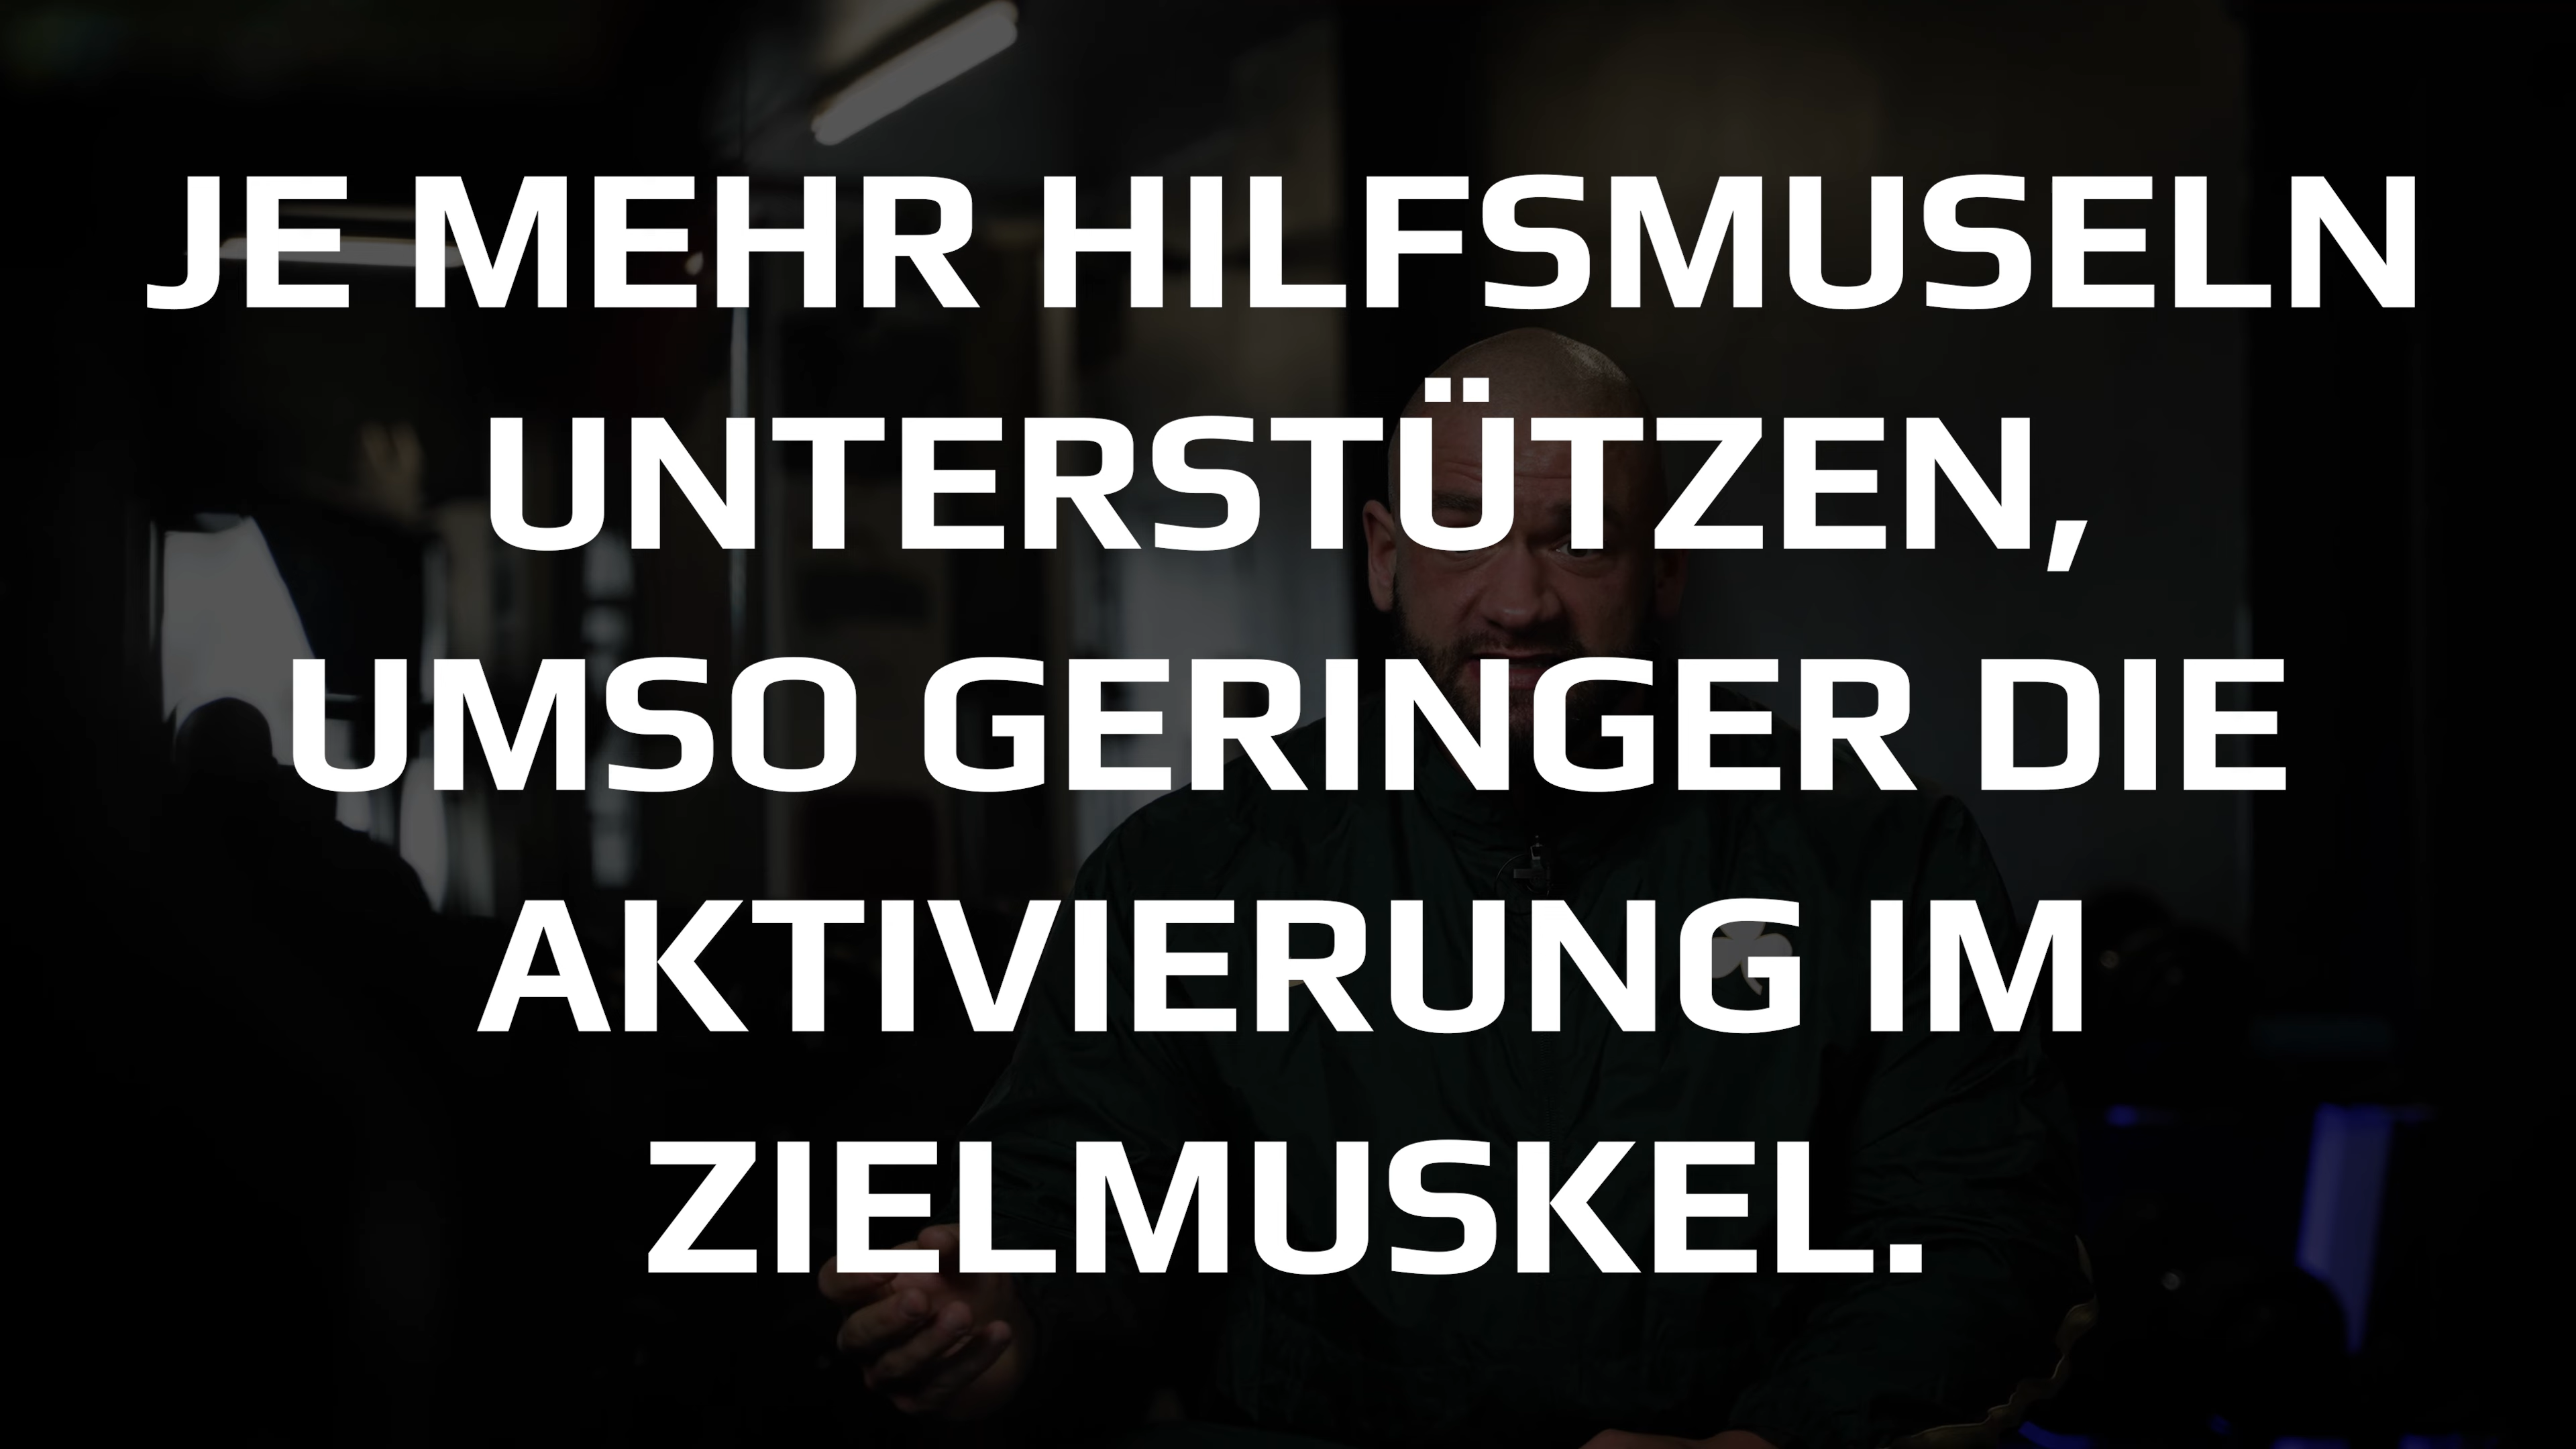 JE MEHR HILFSMUSELN
UNTERSTÜTZEN,
UMSO GERINGER DIE
AKTIVIERUNG IM
ZIELMUSKEL.